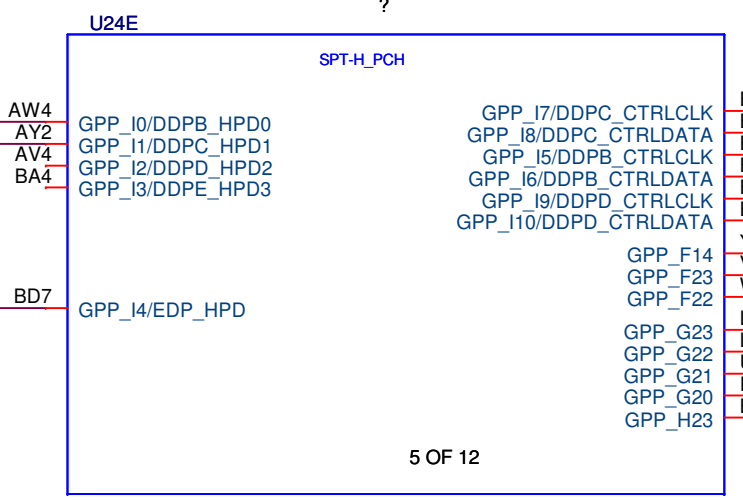 ?
U24E
SPT-H_PCH
AW4
AY2
AV4
BA4
GPP_I0/DDPB_HPD0
GPP_I1/DDPC_HPD1
GPP_I2/DDPD_HPD2
GPP_I3/DDPE_HPD3
BD7
GPP_I4/EDP_HPD
GPP_I7/DDPC_CTRLCLK
GPP_I8/DDPC_CTRLDATA
GPP_I5/DDPB_CTRLCLK
GPP_I6/DDPB_CTRLDATA
GPP_I9/DDPD_CTRLCLK
GPP_I10/DDPD_CTRLDATA
GPP_F14
GPP_F23
GPP_F22
GPP_G23
GPP_G22
GPP_G21
GPP_G20
GPP_H23
5 OF 12